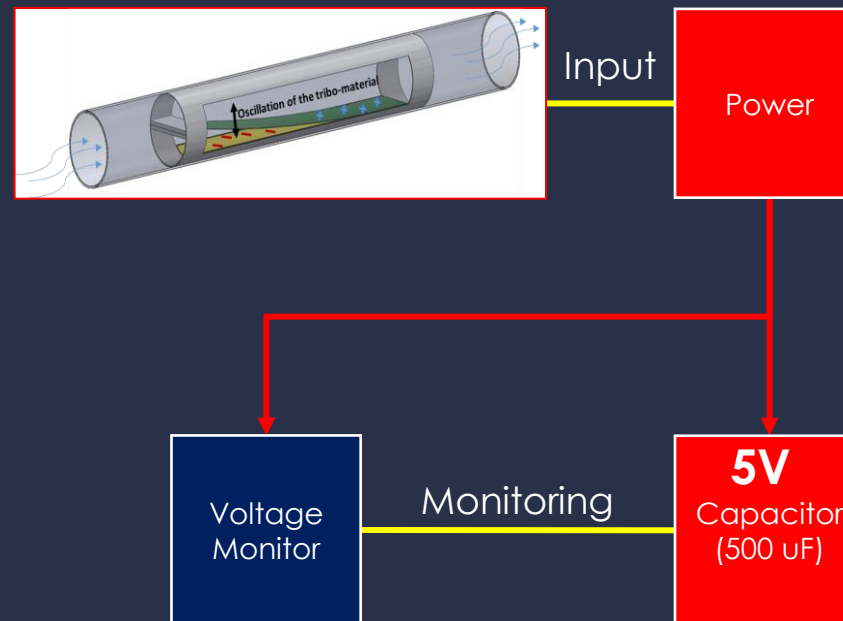 Oscillation of the tribo-material
Input
Power
Voltage
Monitor
Monitoring
5V
Capacitor
(500 uF)